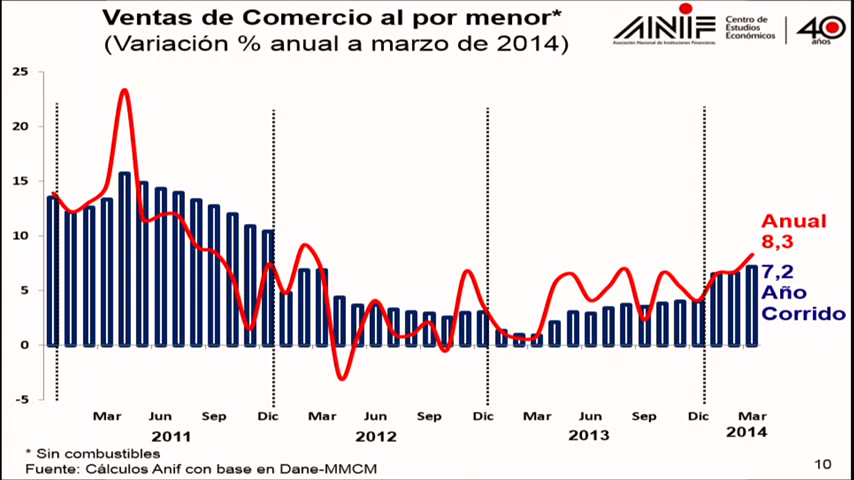 Ventas de Comercio al por menor*
(Variación % anual a marzo de 2014)
ANIF
Asociación Nacional de Instituciones Financieras
Centro de
Estudios
Económicos
40
años
25
20
15
10
5
0
-5
Anual
8,3
7,2
Año
Corrido
Mar Jun Sep Dic Mar Jun Sep Dic Mar Jun Sep Dic Mar
2011 2012 2013 2014
* Sin combustibles
Fuente: Cálculos Anif con base en Dane-MMCM
10